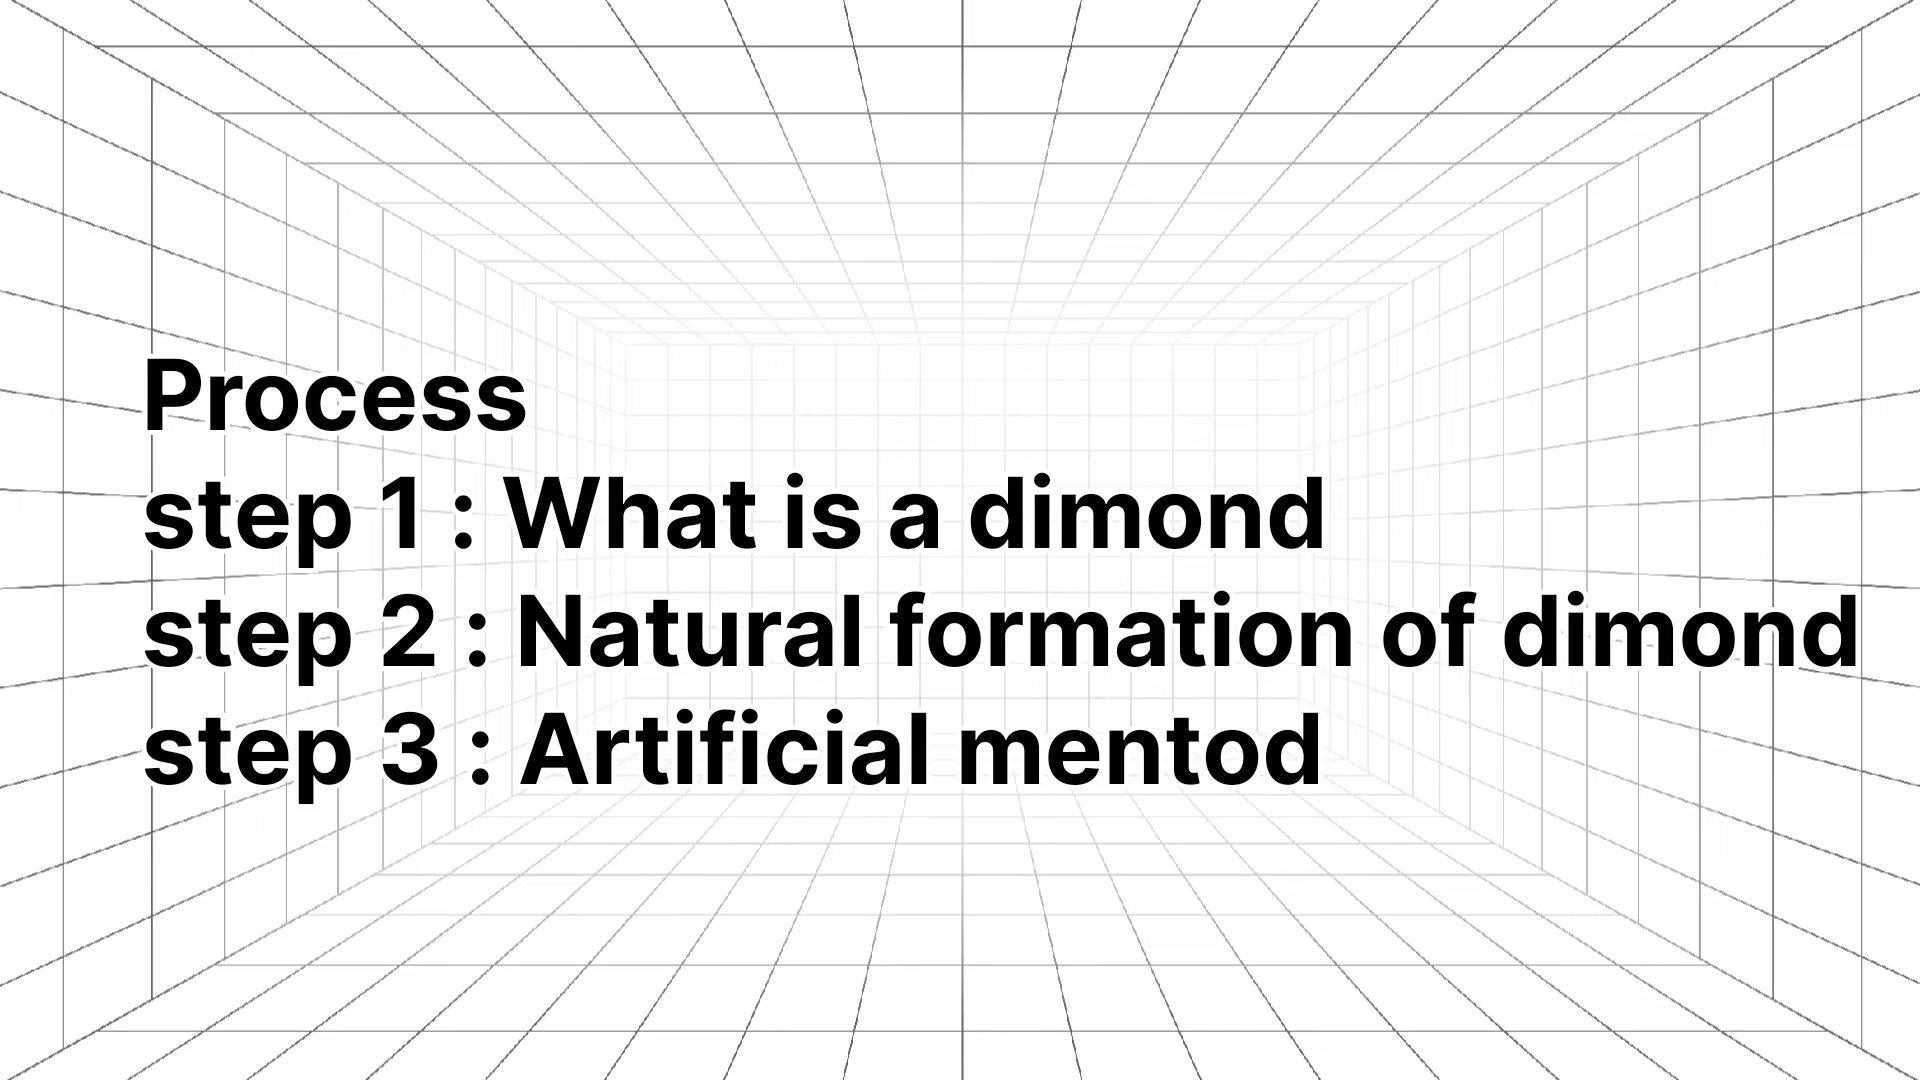 Process
step 1 : What is a dimond
step 2 : Natural formation of dimond
step 3 : Artificial mentod